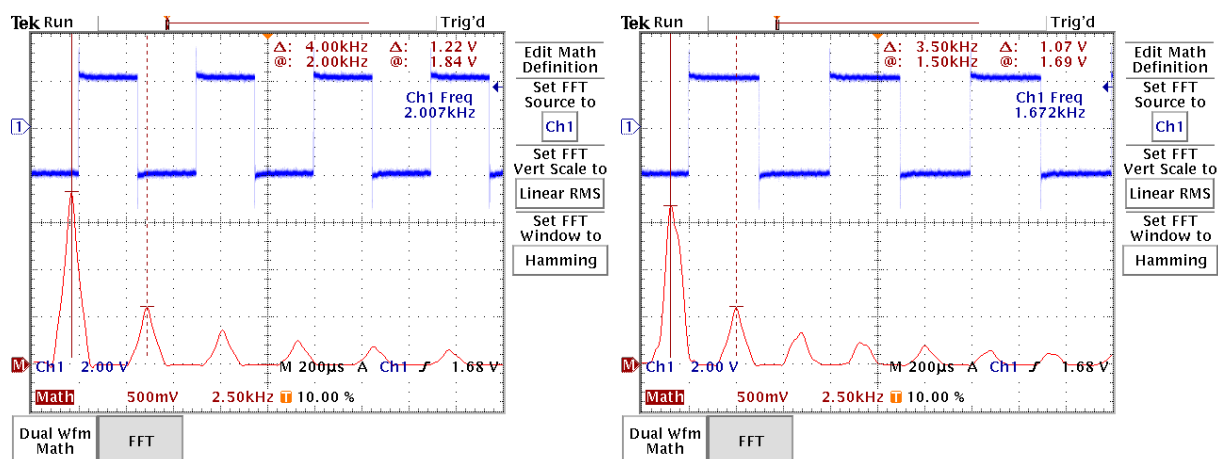 Tek Run Trig'd
Δ: 4.00kHz Δ: 1.22 V
@: 2.00kHz @: 1.84 V
Ch1 Freq
2.007kHz
1
M
Ch1 2.00 V M 200µs A Ch1 1.68 V
Math 500mV 2.50kHz T 10.00 %
Edit Math
Definition
Set FFT
Source to
Ch1
Set FFT
Vert Scale to
Linear RMS
Set FFT
Window to
Hamming
Dual Wfm
Math
FFT
Tek Run Trig'd
Δ: 3.50kHz Δ: 1.07 V
@: 1.50kHz @: 1.69 V
Ch1 Freq
1.672kHz
1
M
Ch1 2.00 V M 200µs A Ch1 1.68 V
Math 500mV 2.50kHz T 10.00 %
Edit Math
Definition
Set FFT
Source to
Ch1
Set FFT
Vert Scale to
Linear RMS
Set FFT
Window to
Hamming
Dual Wfm
Math
FFT